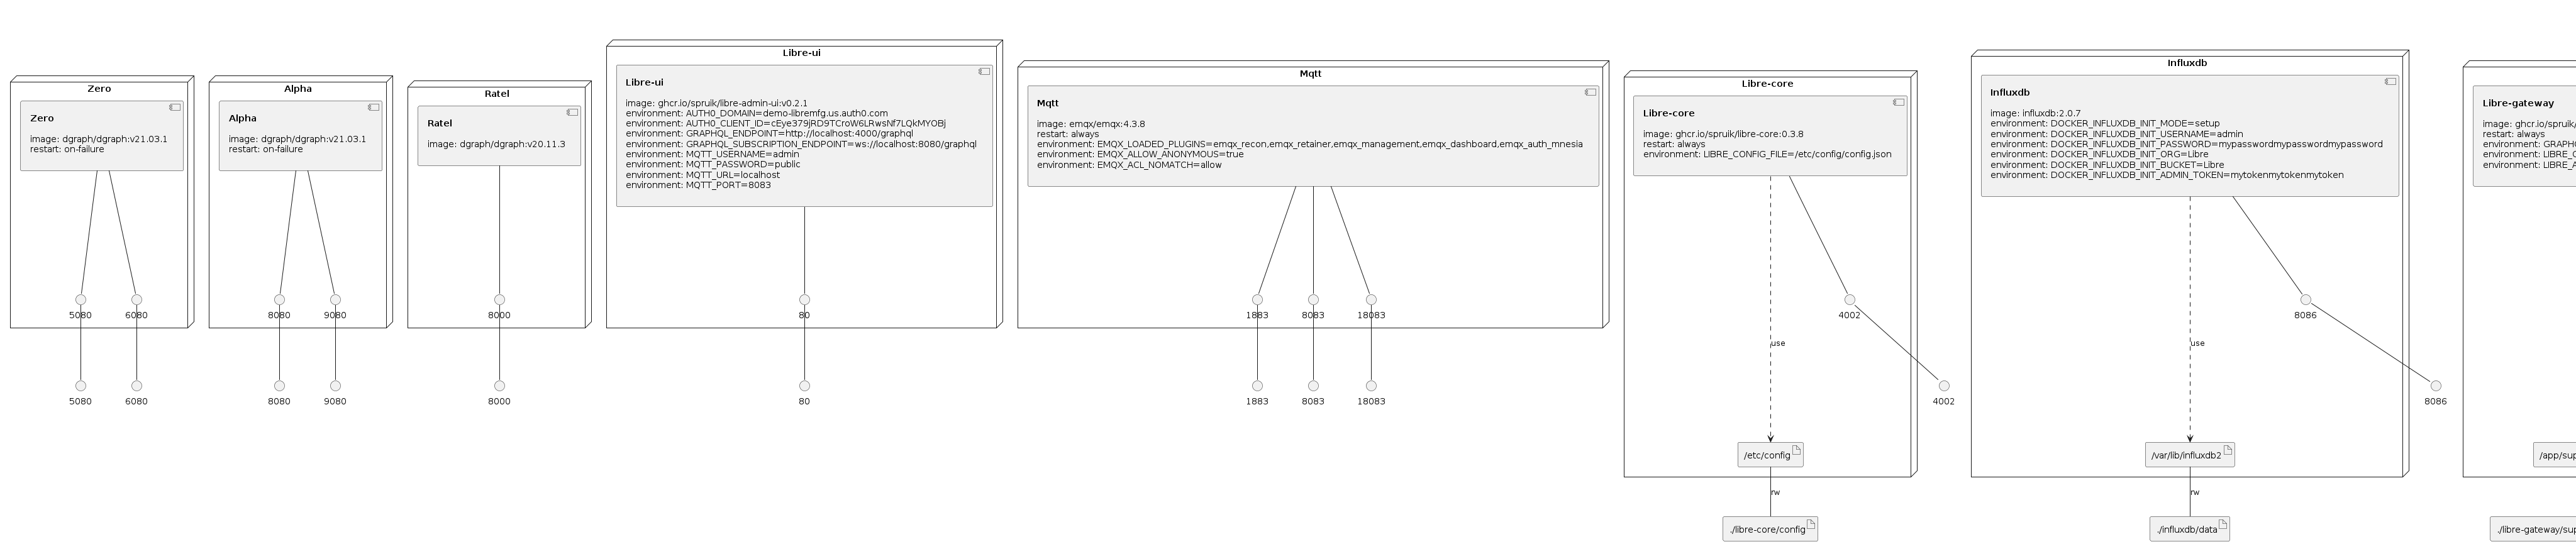 Zero
Zero
image: dgraph/dgraph:v21.03.1
restart: on-failure
5080
6080
5080
6080
Alpha
Alpha
image: dgraph/dgraph:v21.03.1
restart: on-failure
8080
9080
8080
9080
Ratel
Ratel
image: dgraph/dgraph:v20.11.3
8000
8000
Libre-ui
Libre-ui
image: ghcr.io/spruik/libre-admin-ui:v0.2.1
environment: AUTH0_DOMAIN=demo-libremfg.us.auth0.com
environment: AUTH0_CLIENT_ID=cEye379jRD9TCroW6LRwsNf7LQkMYOBj
environment: GRAPHQL_ENDPOINT=http://localhost:4000/graphql
environment: GRAPHQL_SUBSCRIPTION_ENDPOINT=ws://localhost:8080/graphql
environment: MQTT_USERNAME=admin
environment: MQTT_PASSWORD=public
environment: MQTT_URL=localhost
environment: MQTT_PORT=8083
80
80
Mqtt
Mqtt
image: emqx/emqx:4.3.8
restart: always
environment: EMQX_LOADED_PLUGINS=emqx_recon,emqx_retainer,emqx_management,emqx_dashboard,emqx_auth_mnesia
environment: EMQX_ALLOW_ANONYMOUS=true
environment: EMQX_ACL_NOMATCH=allow
1883
8083
18083
1883
8083
18083
Libre-core
Libre-core
image: ghcr.io/spruik/libre-core:0.3.8
restart: always
environment: LIBRE_CONFIG_FILE=/etc/config/config.json
4002
use
4002
/etc/config
rw
./libre-core/config
Influxdb
Influxdb
image: influxdb:2.0.7
environment: DOCKER_INFLUXDB_INIT_MODE=setup
environment: DOCKER_INFLUXDB_INIT_USERNAME=admin
environment: DOCKER_INFLUXDB_INIT_PASSWORD=mypasswordmypasswordmypassword
environment: DOCKER_INFLUXDB_INIT_ORG=Libre
environment: DOCKER_INFLUXDB_INIT_BUCKET=Libre
environment: DOCKER_INFLUXDB_INIT_ADMIN_TOKEN=mytokenmytokenmytoken
8086
use
8086
/var/lib/influxdb2
rw
./influxdb/data
Libre-gateway
image: ghcr.io/spruik/
restart: always
environment: GRAPH
environment: LIBRE_
environment: LIBRE_A
/app/sup
./libre-gateway/sup